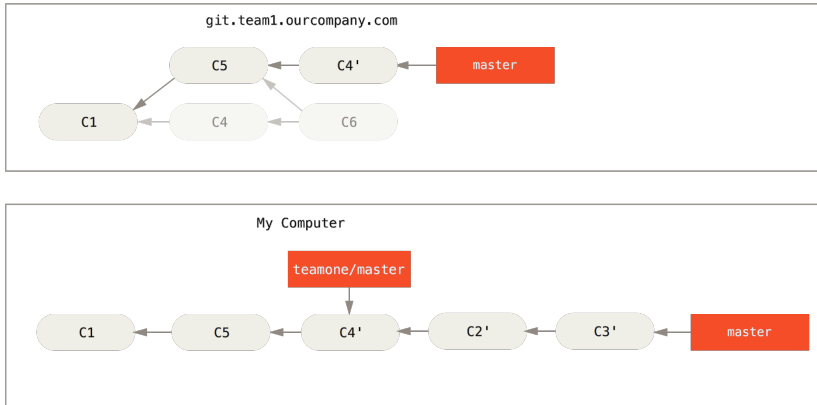 git.team1.ourcompany.com
C5 C4' master
C1 C4 C6
My Computer
teamone/master
C1 C5 C4' C2' C3' master